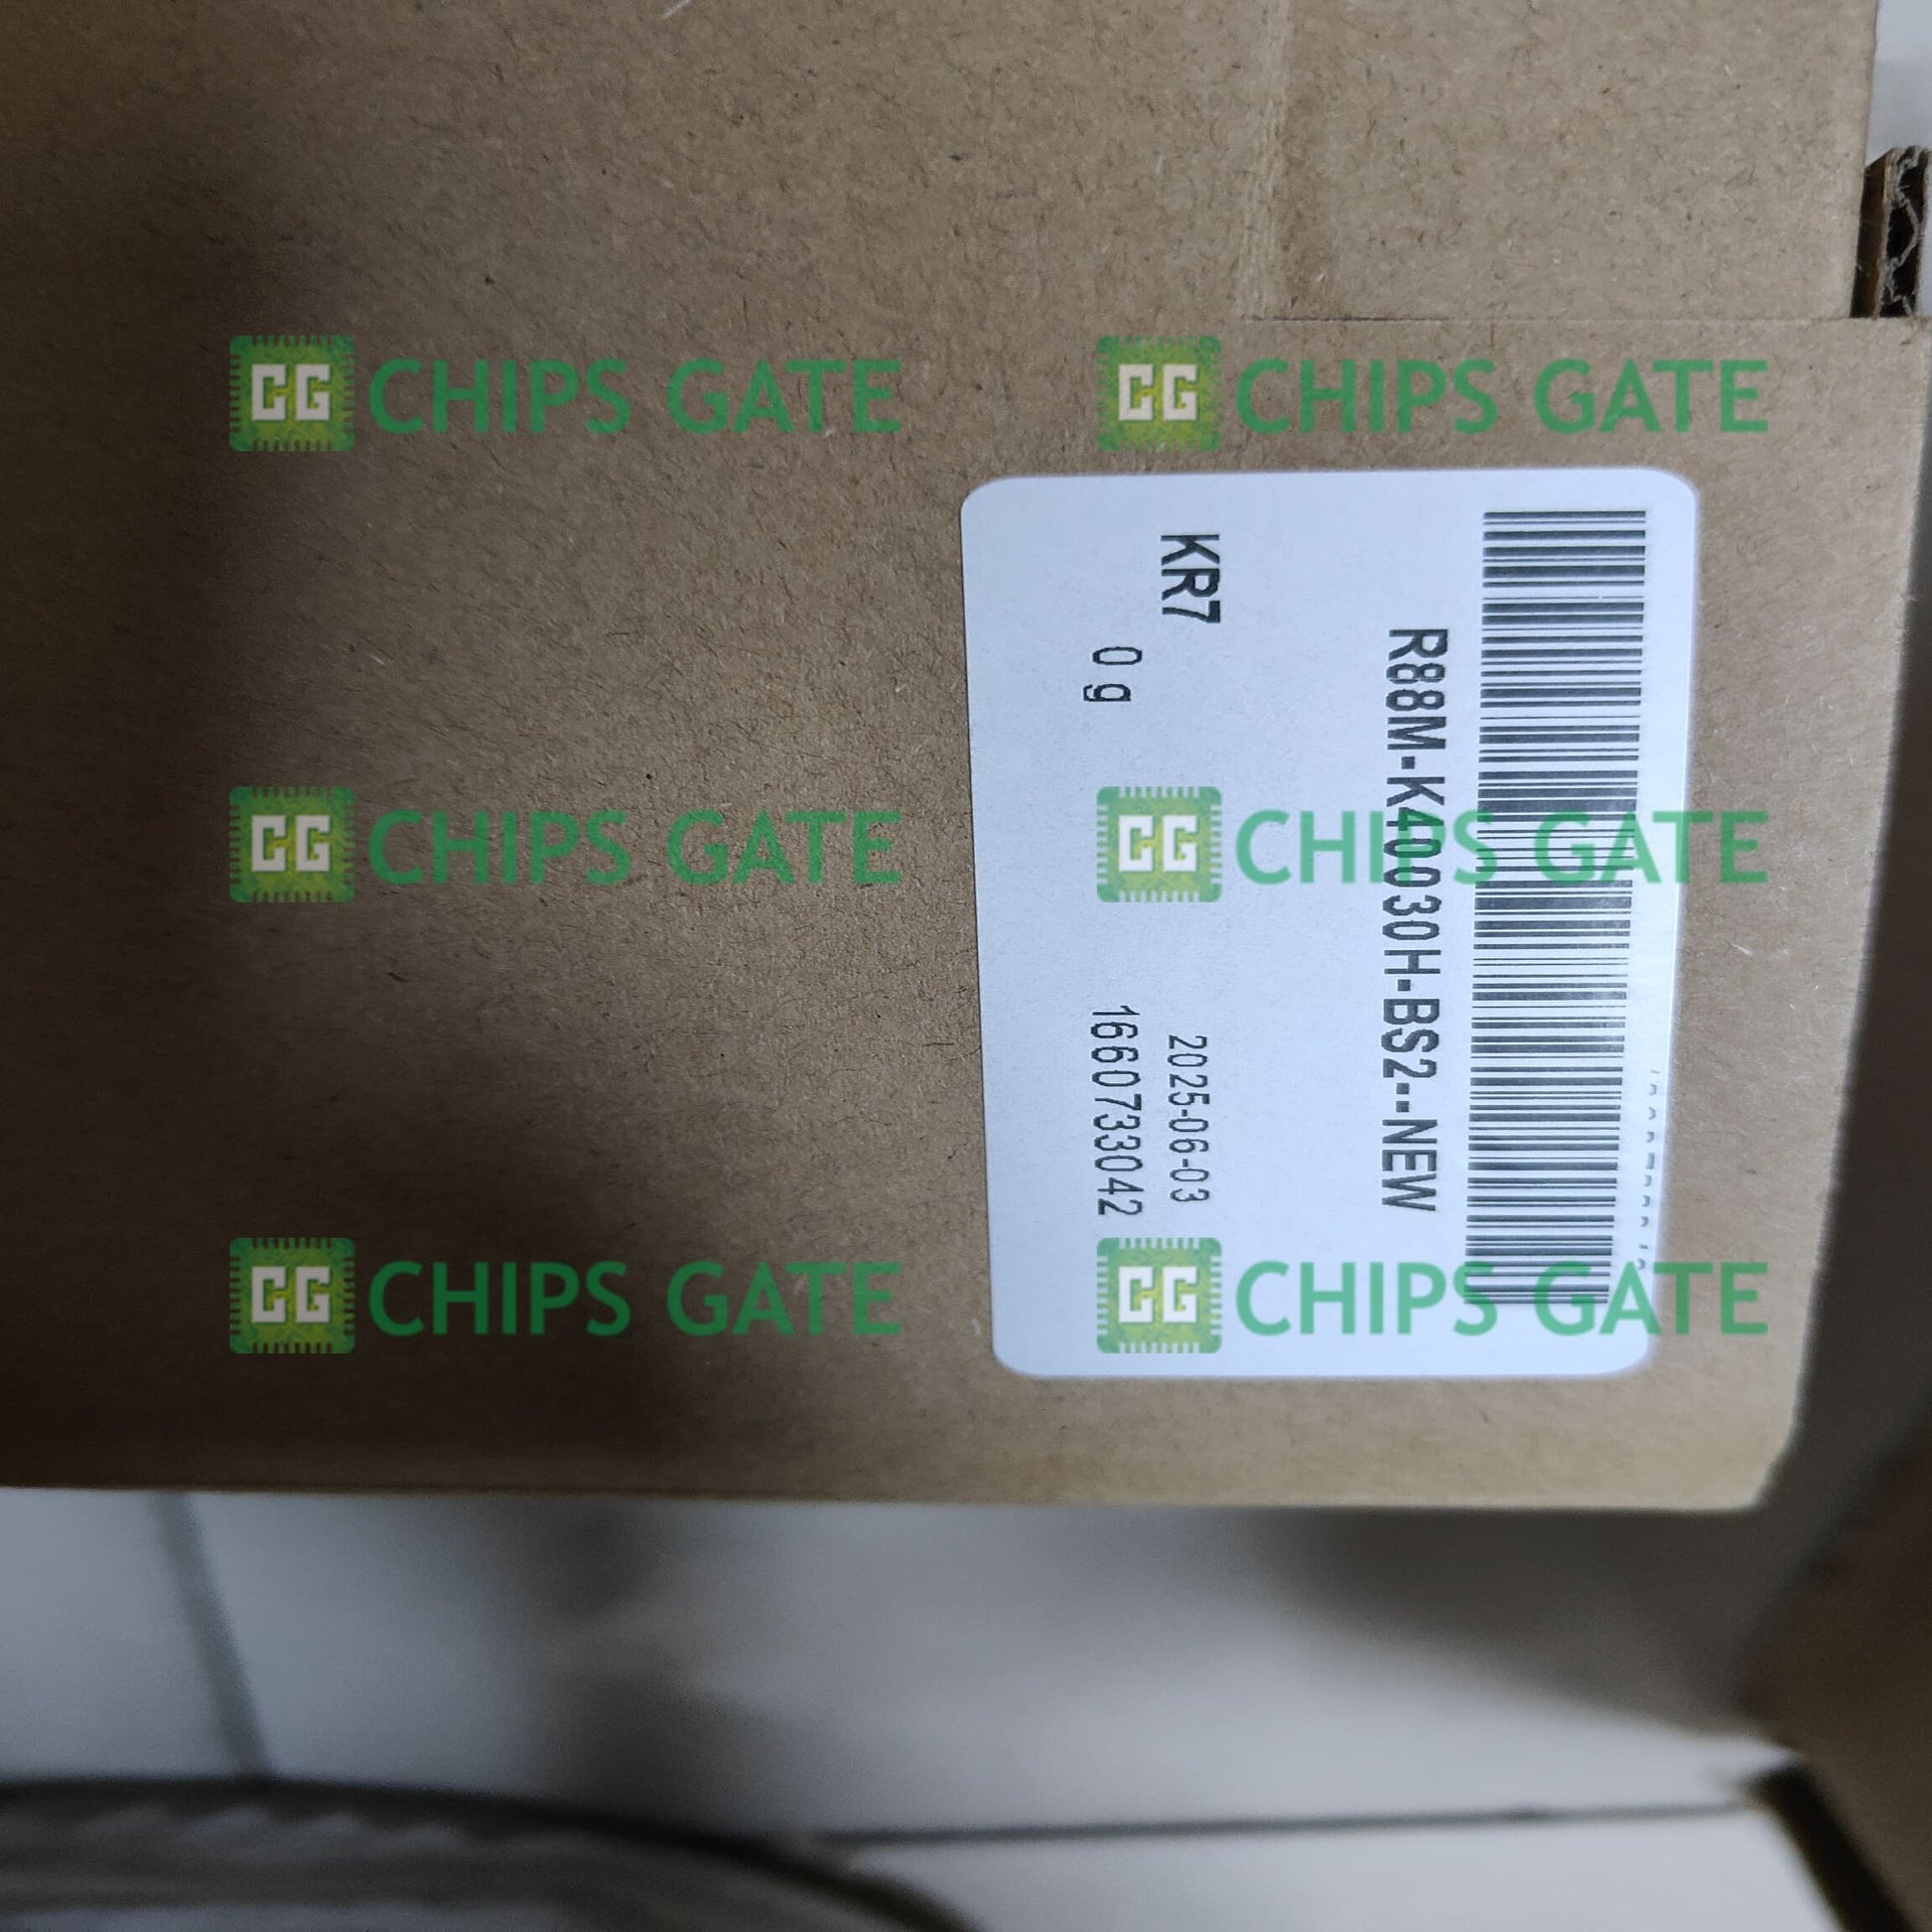 R88M-K40030H-BS2--NEW
KR7
2025-06-03
0 g
1660733042
CG CHIPS GATE
CG CHIPS GATE
CG CHIPS GATE
CG CHIPS GATE
CG CHIPS GATE
CG CHIPS GATE